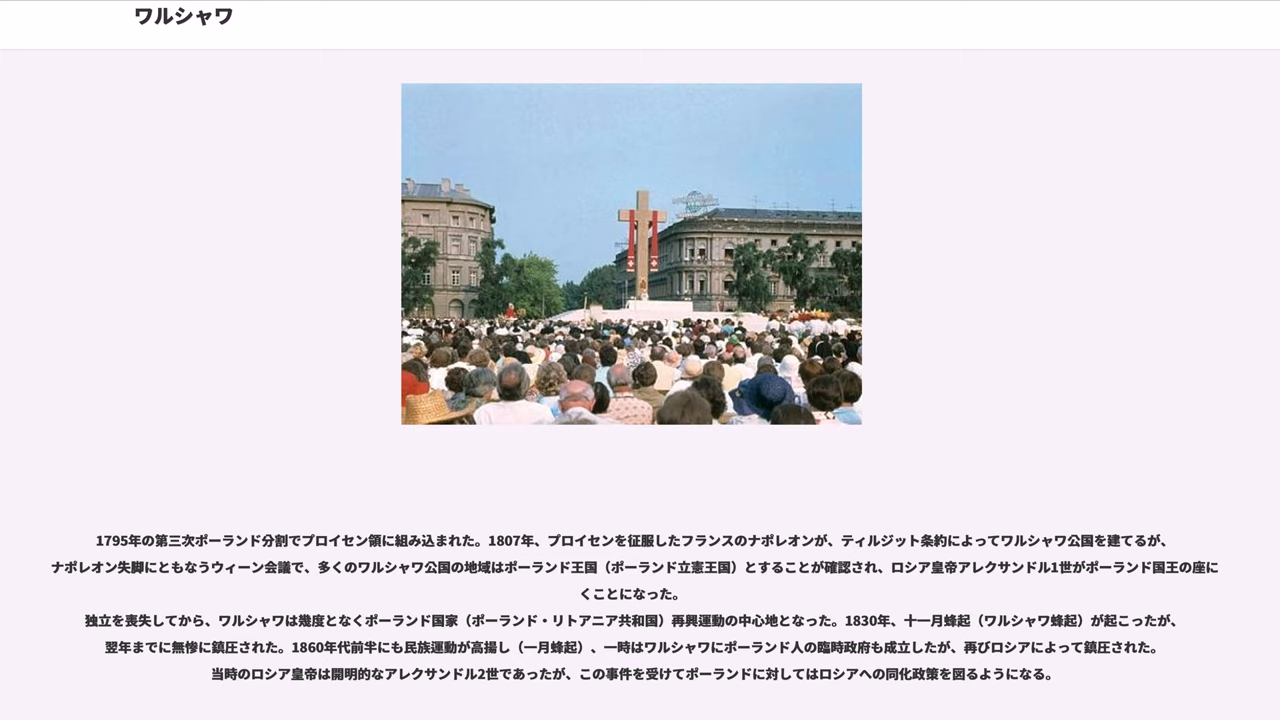 ワルシャワ
1795年の第三次ポーランド分割でプロイセン領に組み込まれた。1807年、プロイセンを征服したフランスのナポレオンが、ティルジット条約によってワルシャワ公国を建てるが、
ナポレオン失脚にともなうウィーン会議で、多くのワルシャワ公国の地域はポーランド王国（ポーランド立憲王国）とすることが確認され、ロシア皇帝アレクサンドル1世がポーランド国王の座に
くことになった。
独立を喪失してから、ワルシャワは幾度となくポーランド国家（ポーランド・リトアニア共和国）再興運動の中心地となった。1830年、十一月蜂起（ワルシャワ蜂起）が起こったが、
翌年までに無惨に鎮圧された。1860年代前半にも民族運動が高揚し（一月蜂起）、一時はワルシャワにポーランド人の臨時政府も成立したが、再びロシアによって鎮圧された。
当時のロシア皇帝は開明的なアレクサンドル2世であったが、この事件を受けてポーランドに対してはロシアへの同化政策を図るようになる。